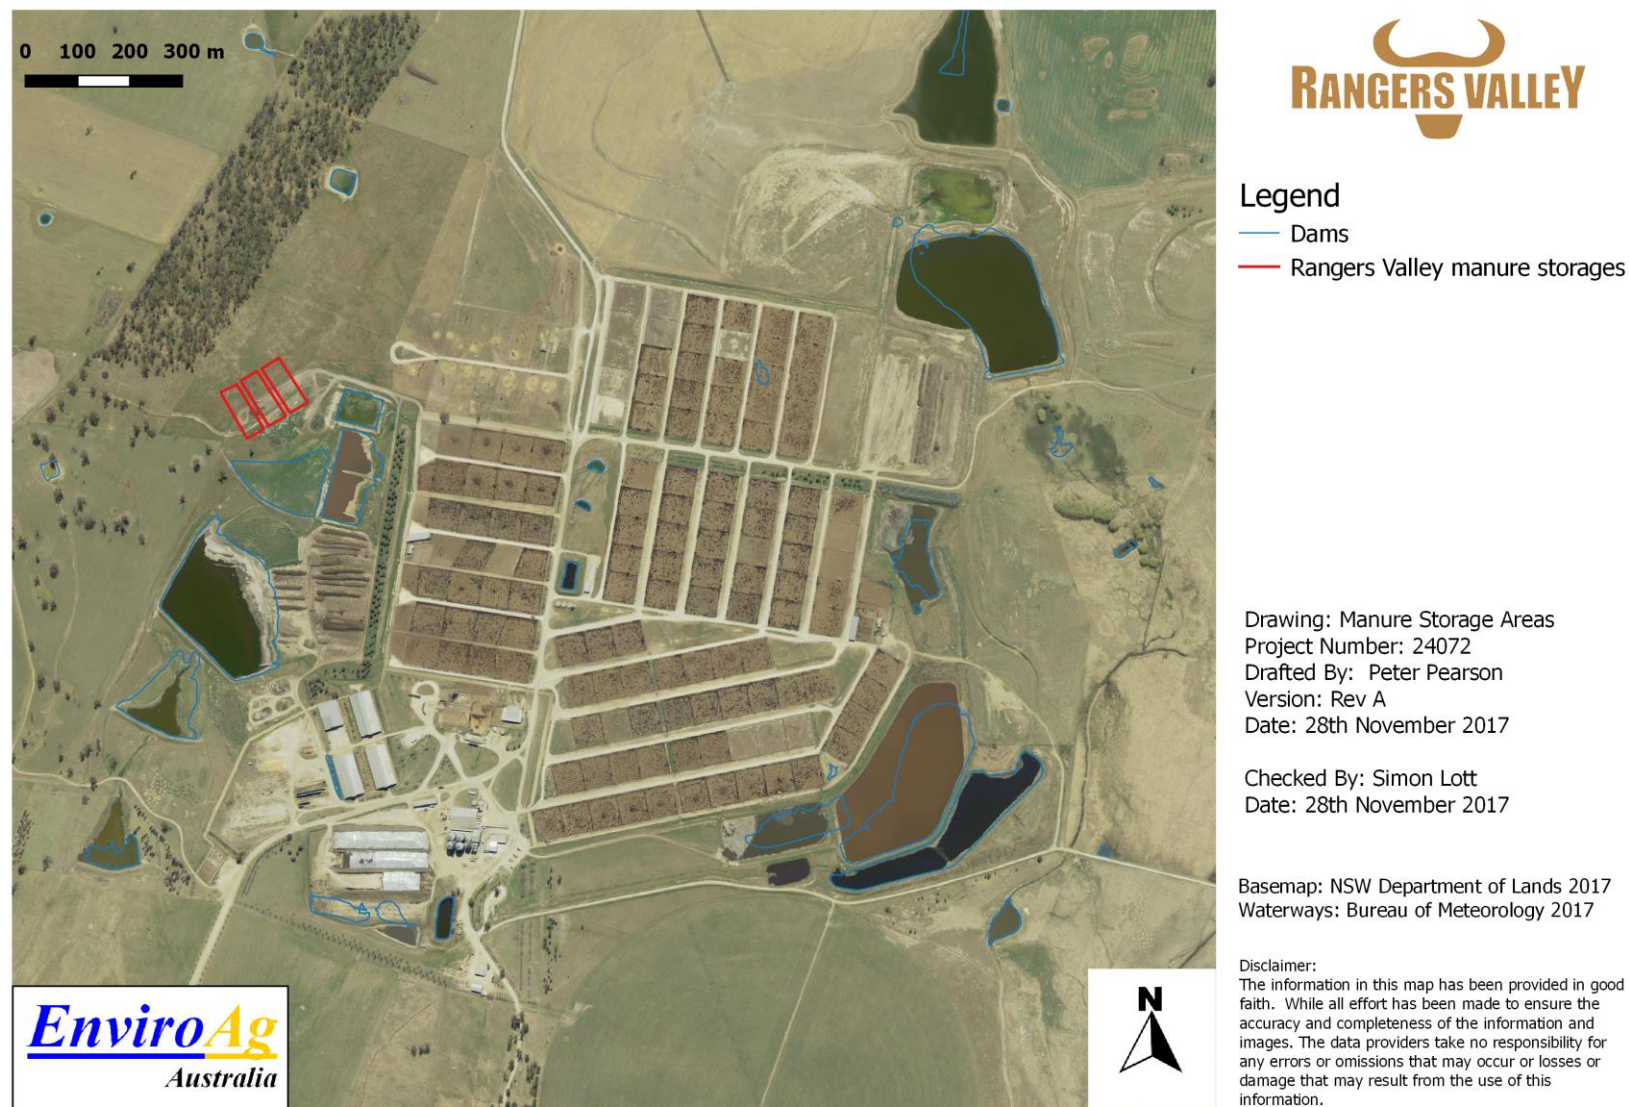 0 100 200 300 m
RANGERS VALLEY
Legend
Dams
Rangers Valley manure storages
Drawing: Manure Storage Areas
Project Number: 24072
Drafted By: Peter Pearson
Version: Rev A
Date: 28th November 2017
Checked By: Simon Lott
Date: 28th November 2017
Basemap: NSW Department of Lands 2017
Waterways: Bureau of Meteorology 2017
Disclaimer:
The information in this map has been provided in good
faith. While all effort has been made to ensure the
accuracy and completeness of the information and
images. The data providers take no responsibility for
any errors or omissions that may occur or losses or
damage that may result from the use of this
information.
EnviroAg
Australia
N